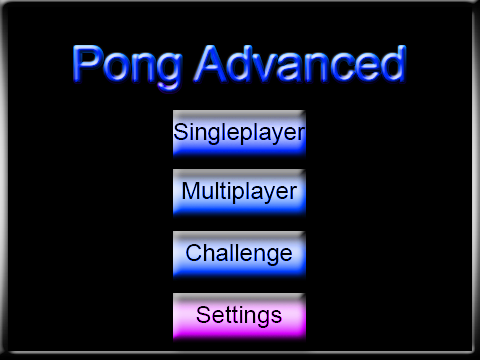 Pong Advanced
Singleplayer
Multiplayer
Challenge
Settings